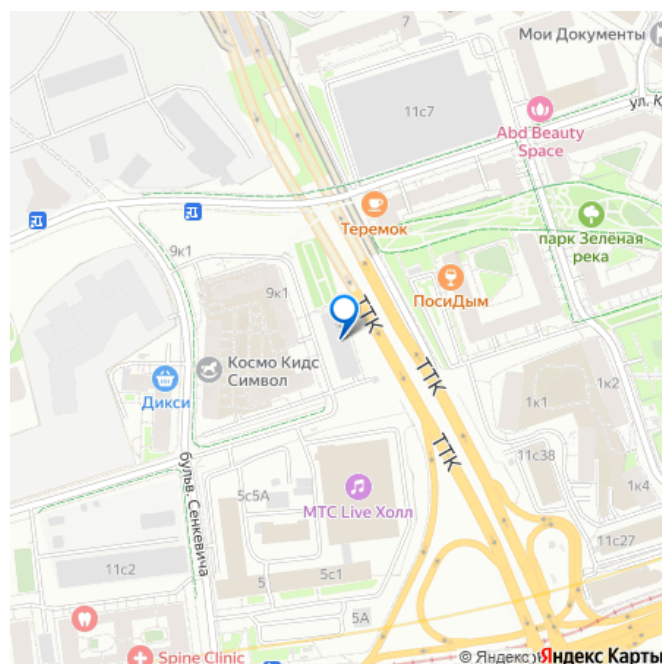 7
Мои Документы
11с7
ул. К
Abd Beauty
Space
Теремок
парк Зелёная
река
9к1
9к1
ПосиДым
ТТК
Космо Кидс
Символ
ТТК
Дикси
1к2
1к1
ТТК
11с38
бульв. Сенкевича
5с5А
МТС Live Холл
1к4
11с2
5с1
5
11с27
5А
Spine Clinic
© Яндекс
Яндекс Карты